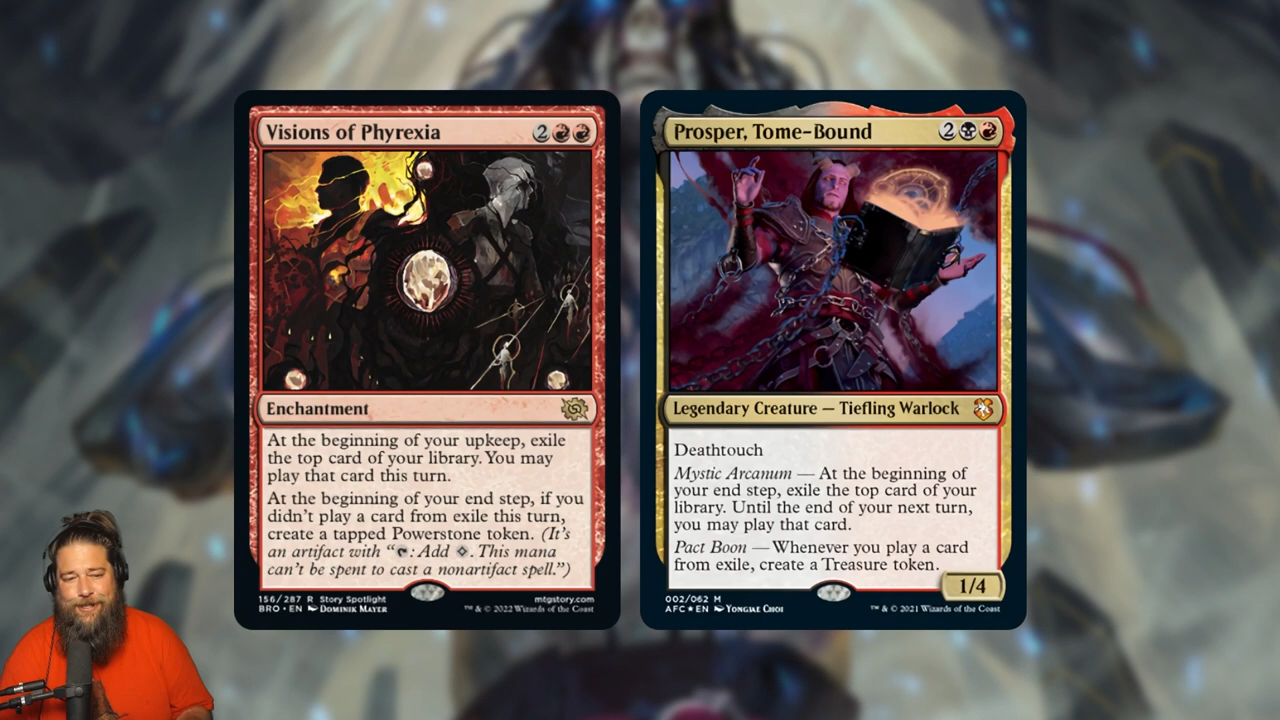 Visions of Phyrexia 2
Enchantment
At the beginning of your upkeep, exile
the top card of your library. You may
play that card this turn.
At the beginning of your end step, if you
didn't play a card from exile this turn,
create a tapped Powerstone token. (It's
an artifact with “: Add . This mana
can't be spent to cast a nonartifact spell.”)
156/287 R Story Spotlight
BRO • EN DOMINIK MAYER
mtgstory.com
™ & © 2022 Wizards of the Coast
Prosper, Tome-Bound 2
Legendary Creature — Tiefling Warlock
Deathtouch
Mystic Arcanum — At the beginning of
your end step, exile the top card of your
library. Until the end of your next turn,
you may play that card.
Pact Boon — Whenever you play a card
from exile, create a Treasure token.
1/4
002/062 M
AFC★EN YONGJAE CHOI
™ & © 2021 Wizards of the Coast